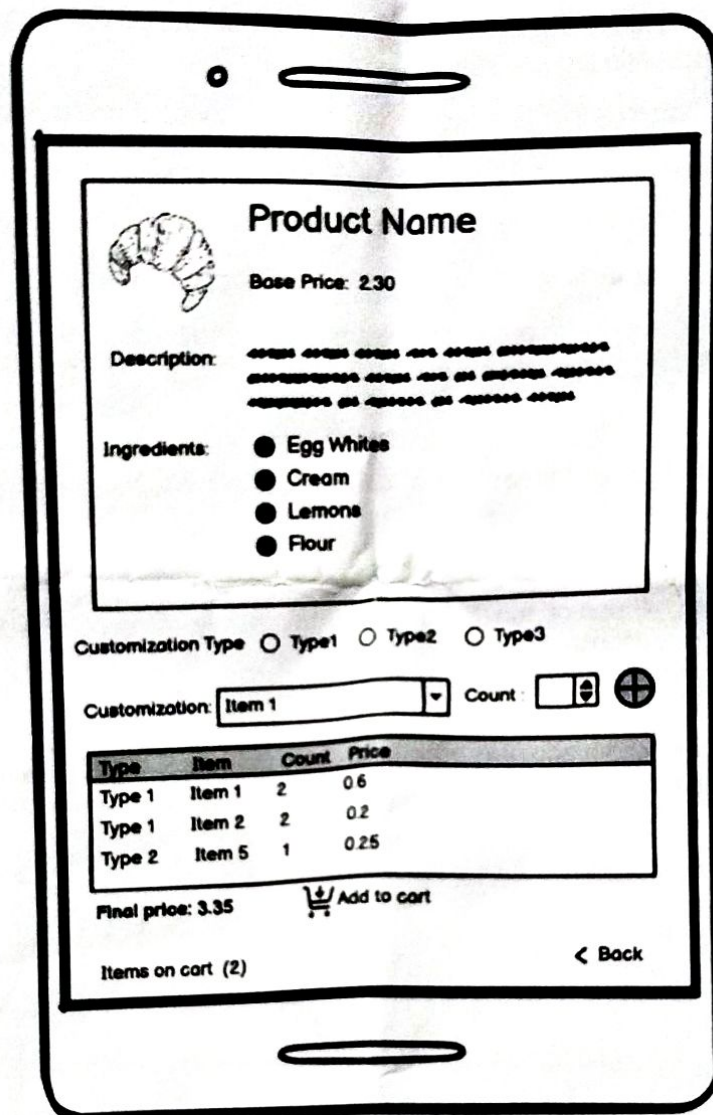 Product Name
Base Price: 2.30
Description:
Ingredients:
Egg Whites
Cream
Lemons
Flour
Customization Type Type1 Type2 Type3
Customization: Item 1 Count :
Type Item Count Price
Type 1 Item 1 2 0.6
Type 1 Item 2 2 0.2
Type 2 Item 5 1 0.25
Final price: 3.35 Add to cart
Items on cart (2) < Back